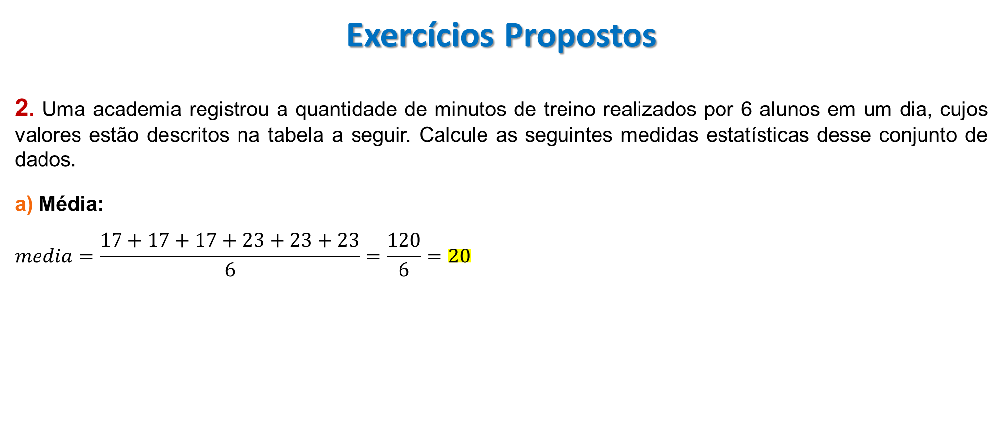 Exercícios Propostos
2. Uma academia registrou a quantidade de minutos de treino realizados por 6 alunos em um dia, cujos
valores estão descritos na tabela a seguir. Calcule as seguintes medidas estatísticas desse conjunto de
dados.
a) Média:
media = (17 + 17 + 17 + 23 + 23 + 23)/6 = 120/6 = 20